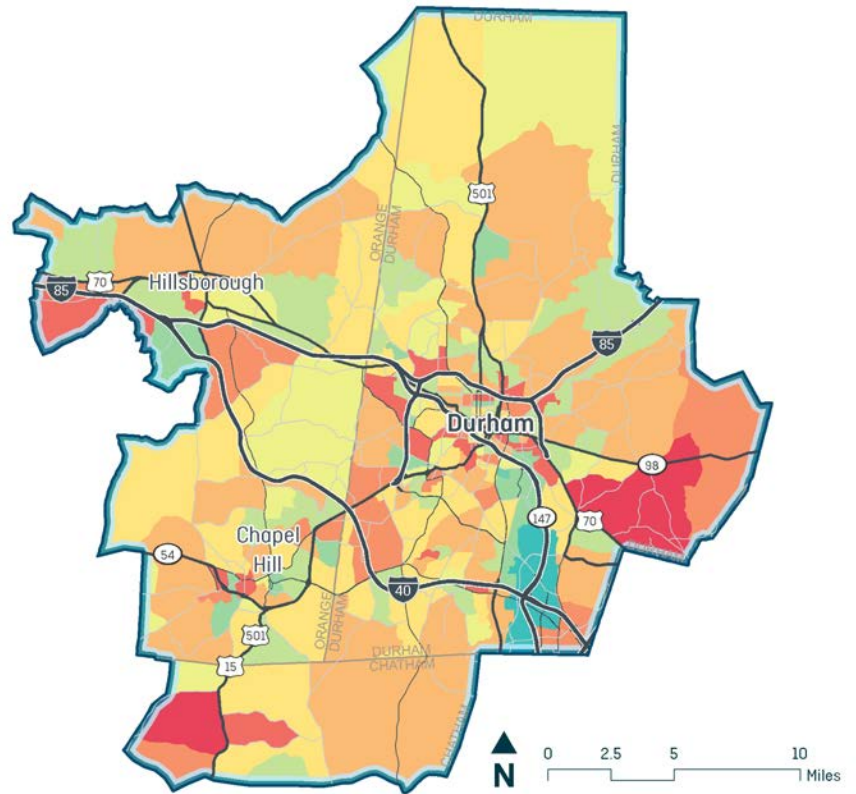 DURHAM
DURHAM
501
ORANGE
DURHAM
70
85
Hillsborough
85
Durham
98
147
70
DURHAM
Chapel
Hill
54
40
501
ORANGE
DURHAM
15
DURHAM
CHATHAM
CHATHAM
N
0 2.5 5 10
Miles